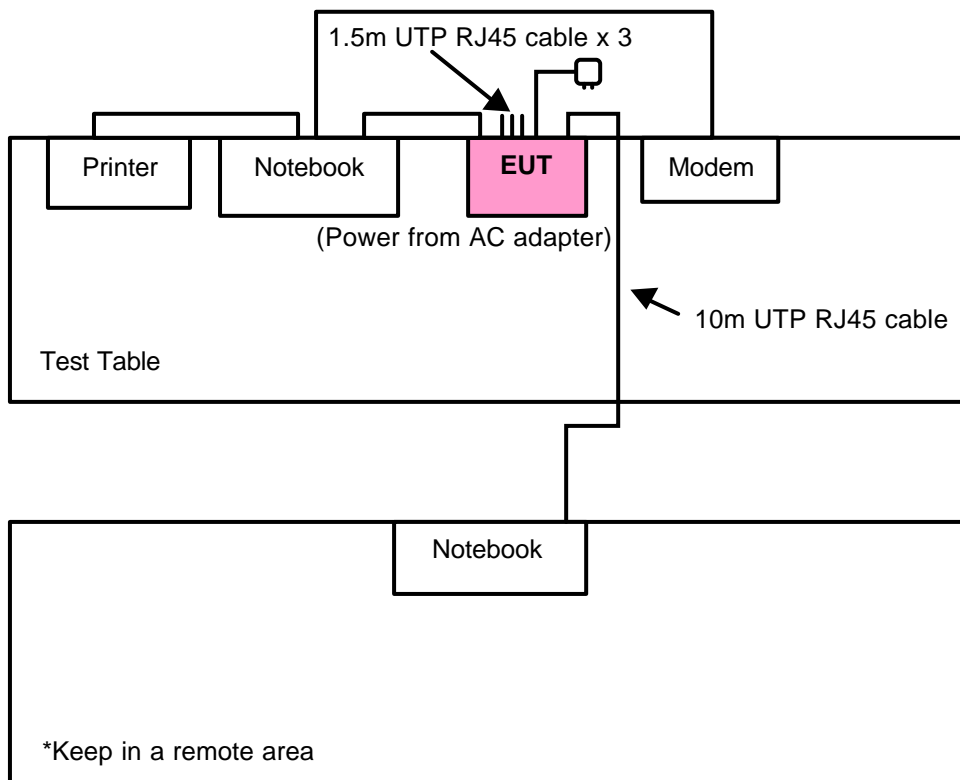 1.5m UTP RJ45 cable x 3
Printer
Notebook
EUT
Modem
(Power from AC adapter)
10m UTP RJ45 cable
Test Table
Notebook
*Keep in a remote area